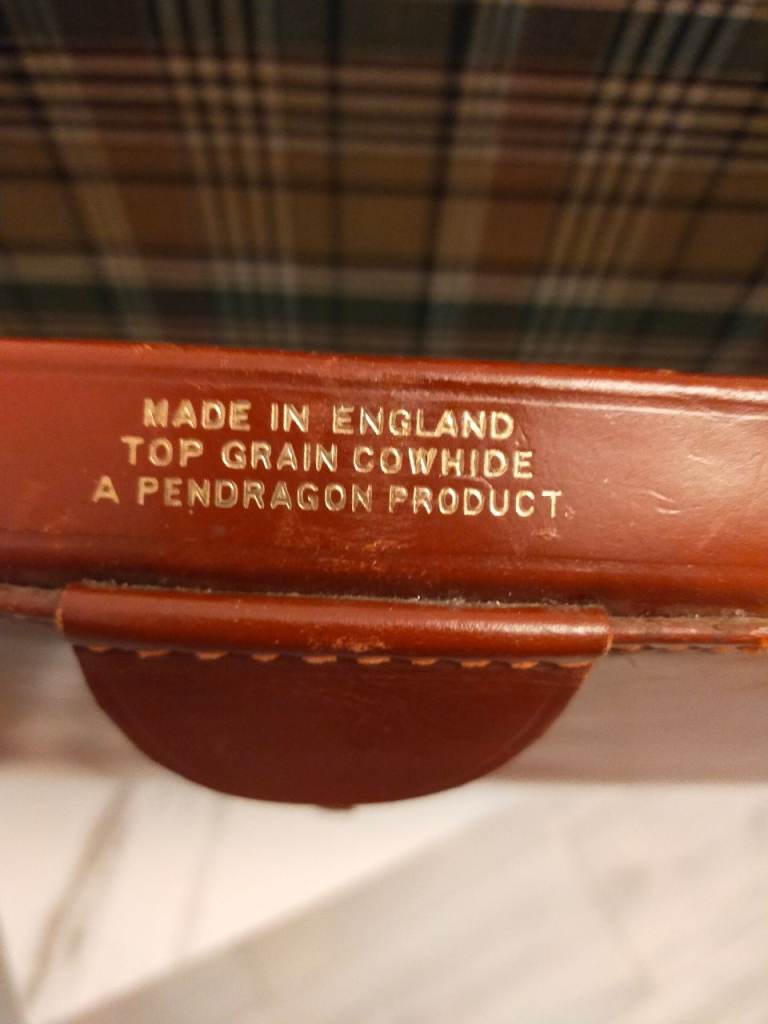 MADE IN ENGLAND
TOP GRAIN COWHIDE
A PENDRAGON PRODUCT